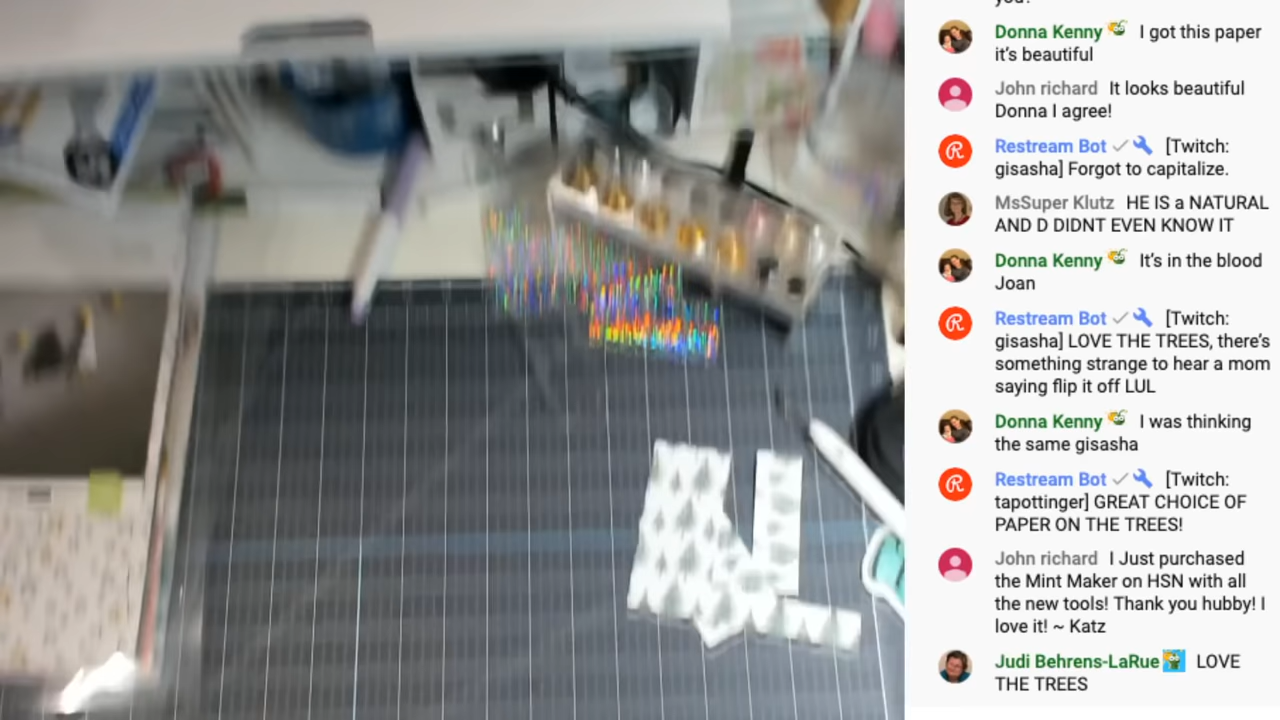 you?
Donna Kenny I got this paper
it's beautiful
John richard It looks beautiful
Donna I agree!
Restream Bot [Twitch:
gisasha] Forgot to capitalize.
MsSuper Klutz HE IS a NATURAL
AND D DIDNT EVEN KNOW IT
Donna Kenny It's in the blood
Joan
Restream Bot [Twitch:
gisasha] LOVE THE TREES, there's
something strange to hear a mom
saying flip it off LUL
Donna Kenny I was thinking
the same gisasha
Restream Bot [Twitch:
tapottinger] GREAT CHOICE OF
PAPER ON THE TREES!
John richard I Just purchased
the Mint Maker on HSN with all
the new tools! Thank you hubby! I
love it! ~ Katz
Judi Behrens-LaRue LOVE
THE TREES